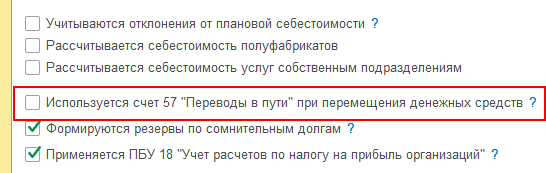 Учитываются отклонения от плановой себестоимости ?
Рассчитывается себестоимость полуфабрикатов
Рассчитывается себестоимость услуг собственным подразделениям
Используется счет 57 "Переводы в пути" при перемещения денежных средств ?
Формируются резервы по сомнительным долгам ?
Применяется ПБУ 18 "Учет расчетов по налогу на прибыль организаций" ?